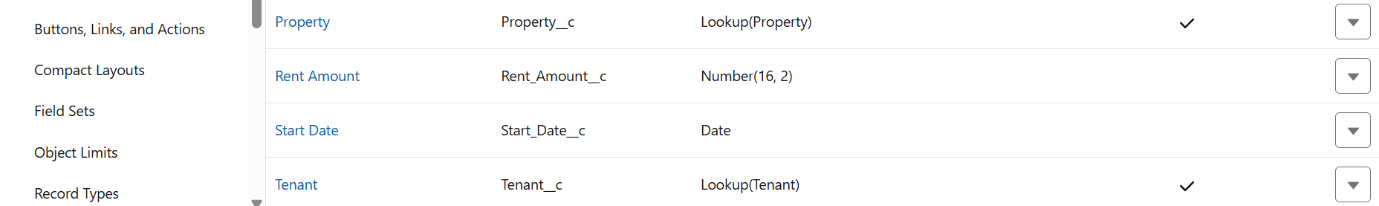 Buttons, Links, and Actions
Compact Layouts
Field Sets
Object Limits
Record Types
Property Property__c Lookup(Property)
Rent Amount Rent_Amount__c Number(16, 2)
Start Date Start_Date__c Date
Tenant Tenant__c Lookup(Tenant)